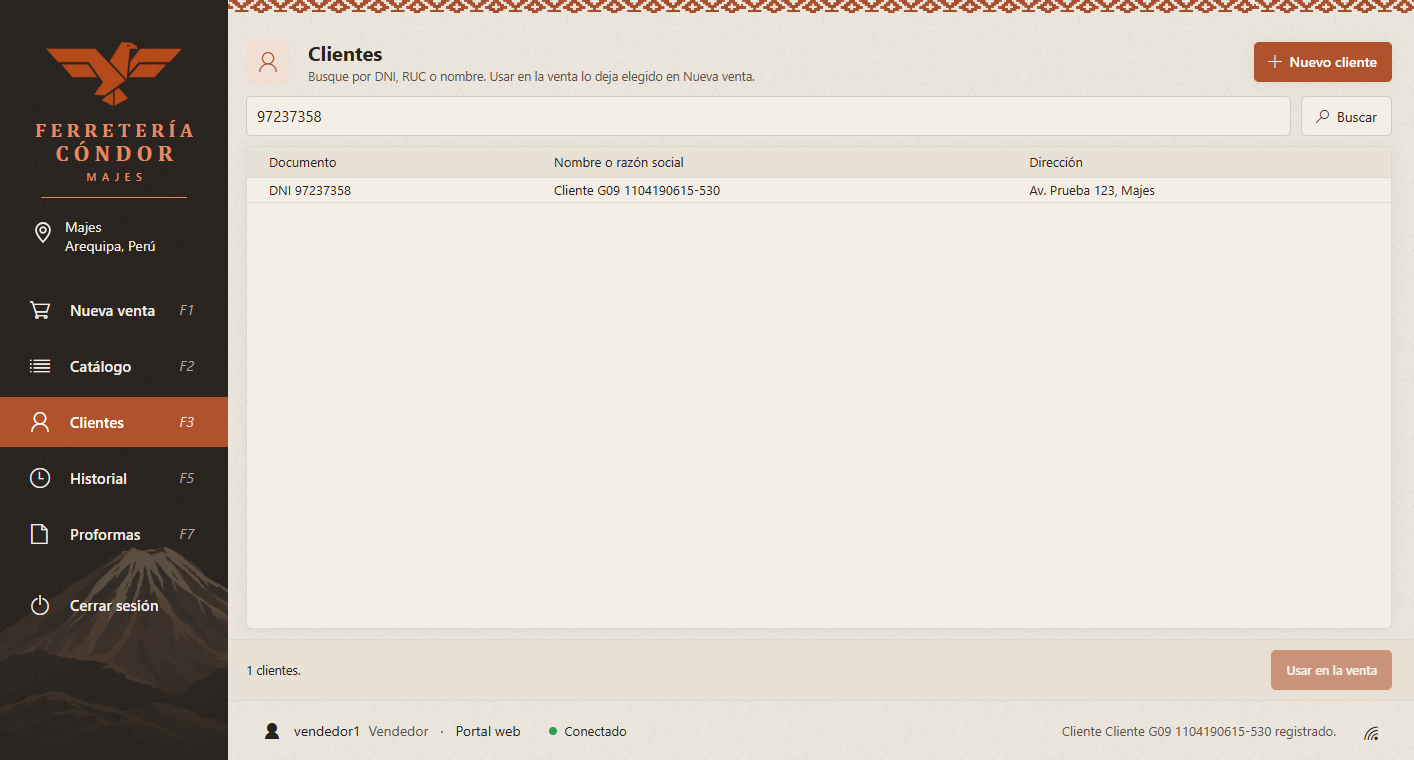 FERRETERÍA
CÓNDOR
MAJES
Majes
Arequipa, Perú
Nueva venta F1
Catálogo F2
Clientes F3
Historial F5
Proformas F7
Cerrar sesión
Clientes
Busque por DNI, RUC o nombre. Usar en la venta lo deja elegido en Nueva venta.
Nuevo cliente
97237358
Buscar
Documento Nombre o razón social Dirección
DNI 97237358 Cliente G09 1104190615-530 Av. Prueba 123, Majes
1 clientes.
Usar en la venta
vendedor1 Vendedor · Portal web Conectado
Cliente Cliente G09 1104190615-530 registrado.